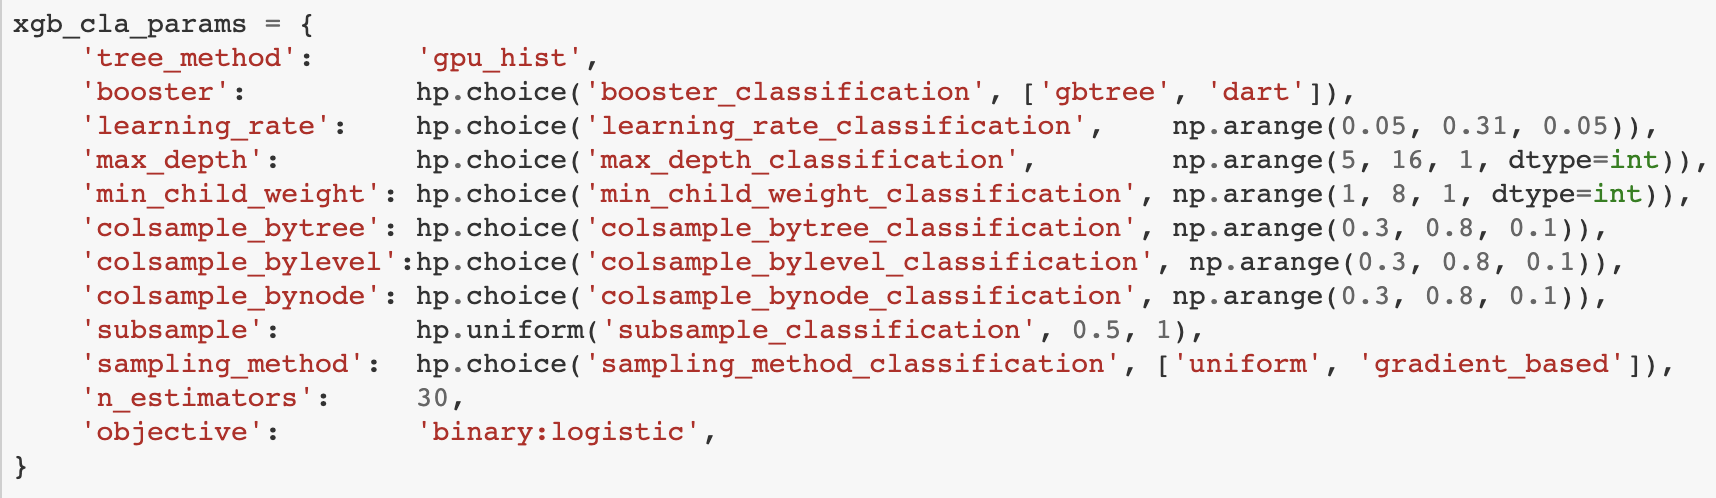 xgb_cla_params = {
    'tree_method':      'gpu_hist',
    'booster':          hp.choice('booster_classification', ['gbtree', 'dart']),
    'learning_rate':    hp.choice('learning_rate_classification',    np.arange(0.05, 0.31, 0.05)),
    'max_depth':        hp.choice('max_depth_classification',        np.arange(5, 16, 1, dtype=int)),
    'min_child_weight': hp.choice('min_child_weight_classification', np.arange(1, 8, 1, dtype=int)),
    'colsample_bytree': hp.choice('colsample_bytree_classification', np.arange(0.3, 0.8, 0.1)),
    'colsample_bylevel':hp.choice('colsample_bylevel_classification', np.arange(0.3, 0.8, 0.1)),
    'colsample_bynode': hp.choice('colsample_bynode_classification', np.arange(0.3, 0.8, 0.1)),
    'subsample':        hp.uniform('subsample_classification', 0.5, 1),
    'sampling_method':  hp.choice('sampling_method_classification', ['uniform', 'gradient_based']),
    'n_estimators':     30,
    'objective':        'binary:logistic',
}